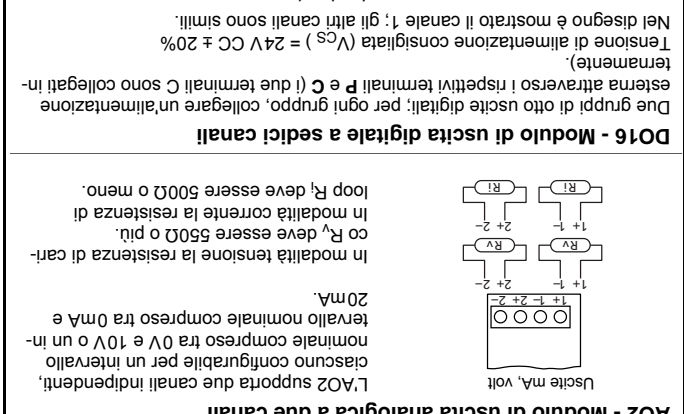 AO2 - Modulo di uscita analogica a due canali
Uscite mA, volt
1+ 1– 2+ 2–
1+ 1– 2+ 2–
Rv Rv
1+ 1– 2+ 2–
Ri Ri
L'AO2 supporta due canali indipendenti,
ciascuno configurabile per un intervallo
nominale compreso tra 0V e 10V o un in-
tervallo nominale compreso tra 0mA e
20mA.
In modalità tensione la resistenza di cari-
co Rv deve essere 550Ω o più.
In modalità corrente la resistenza di
loop Ri deve essere 500Ω o meno.
DO16 - Modulo di uscita digitale a sedici canali
Due gruppi di otto uscite digitali; per ogni gruppo, collegare un'alimentazione
esterna attraverso i rispettivi terminali P e C (i due terminali C sono collegati in-
ternamente).
Tensione di alimentazione consigliata (VCS ) = 24V CC ± 20%
Nel disegno è mostrato il canale 1; gli altri canali sono simili.